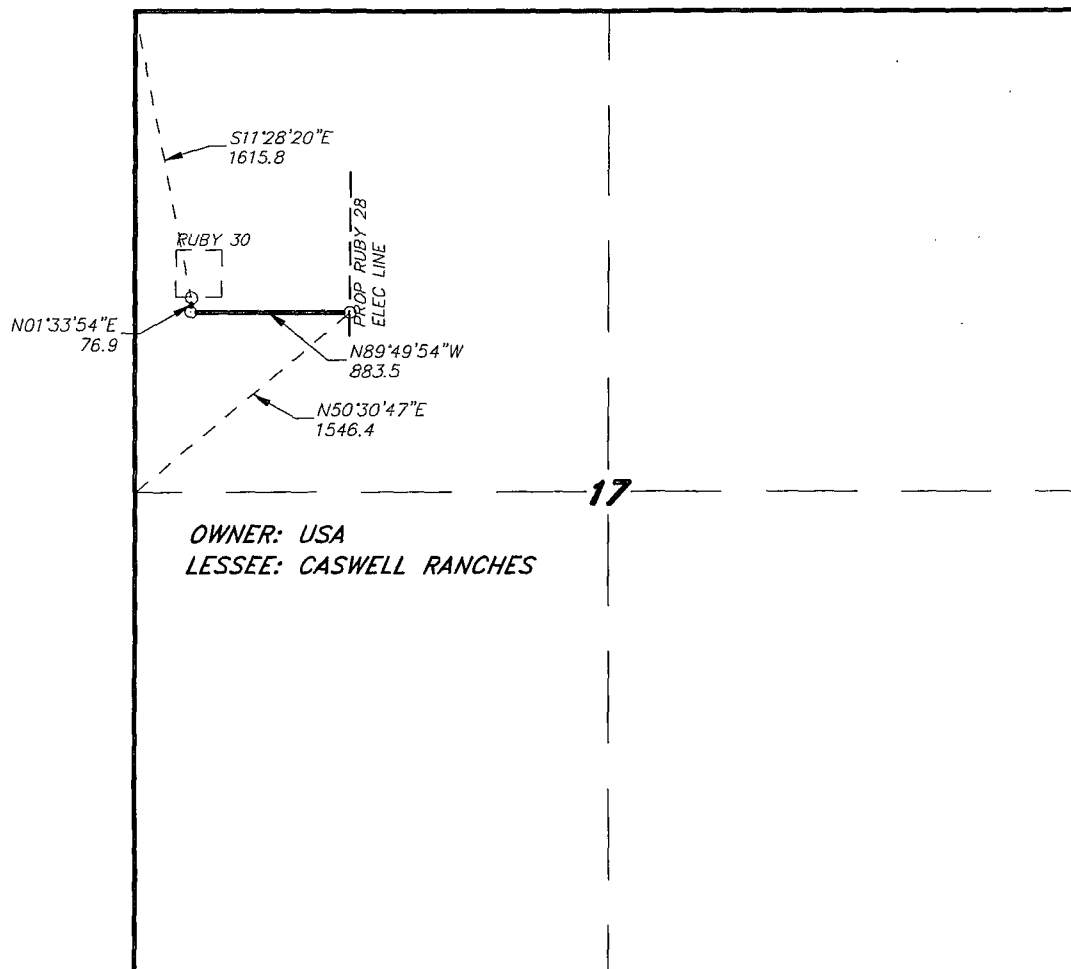 S11°28'20"E
1615.8
RUBY 30
PROP RUBY 28
ELEC LINE
N01°33'54"E
76.9
N89°49'54"W
883.5
N50°30'47"E
1546.4
17
OWNER: USA
LESSEE: CASWELL RANCHES